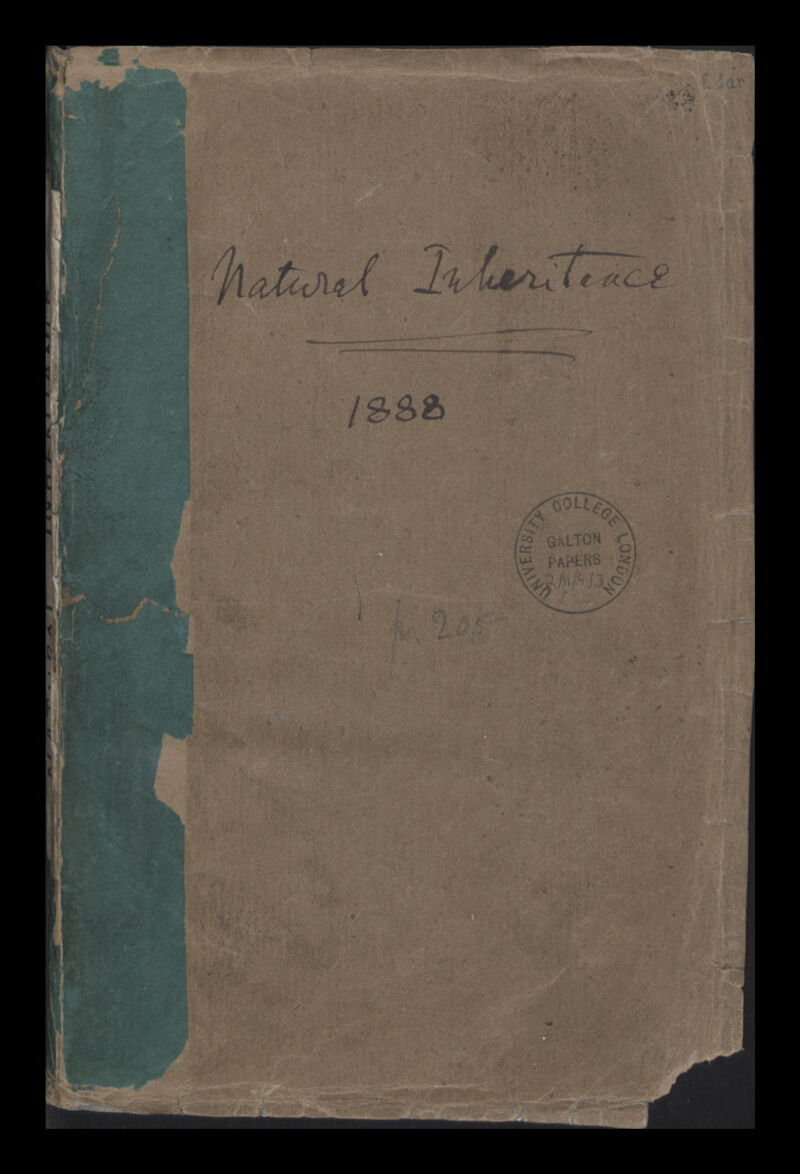 Natural Inheritance
1888
UNIVERSITY COLLEGE LONDON
GALTON
PAPERS
p. 205